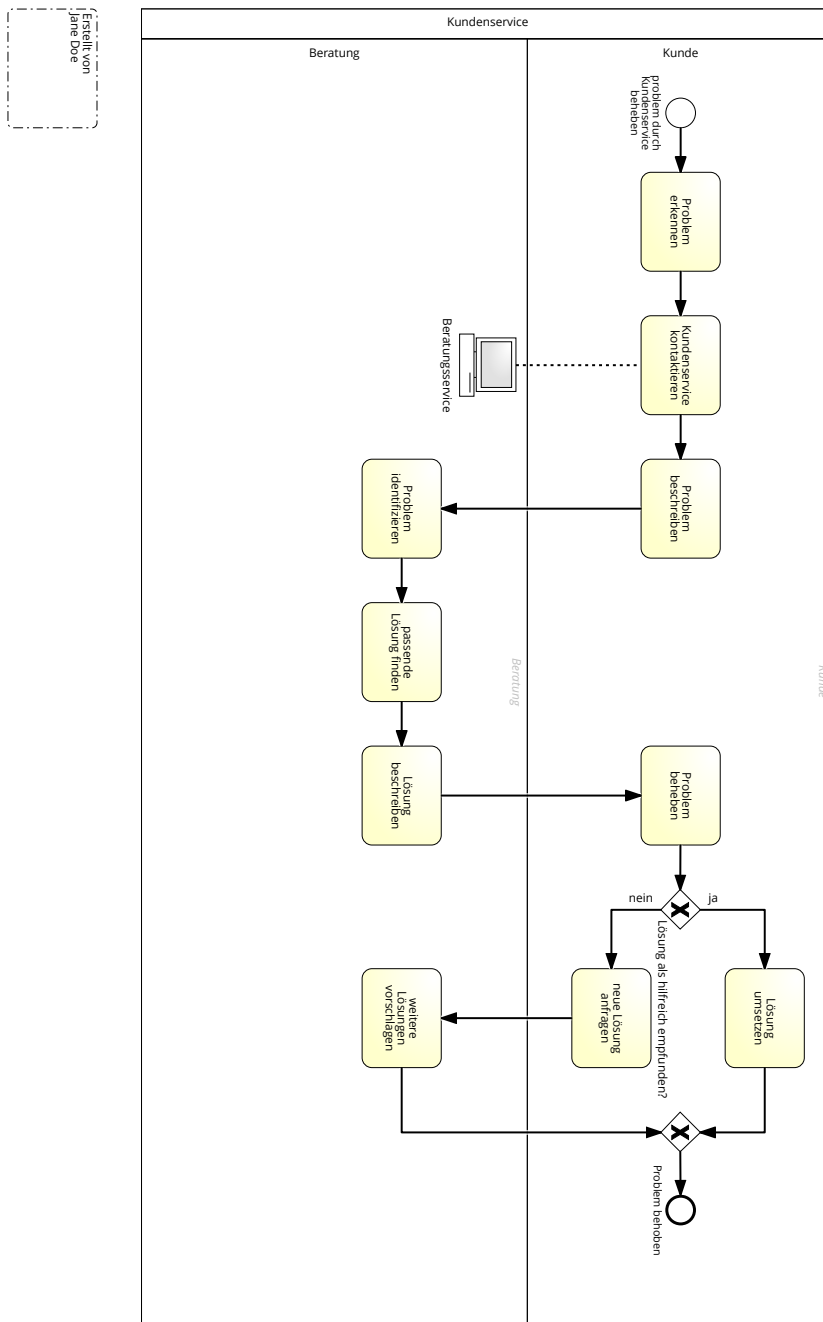 Erstellt von
Jane Doe
Kundenservice
Beratung
Kunde
problem durch
Kundenservice
beheben
Problem
erkennen
Kundenservice
kontaktieren
Beratungsservice
Problem
beschreiben
Problem
identifizieren
passende
Lösung finden
Beratung
Kunde
Lösung
beschreiben
Problem
beheben
nein
ja
Lösung als hilfreich empfunden?
Lösung
umsetzen
neue Lösung
anfragen
weitere
Lösungen
vorschlagen
Problem behoben